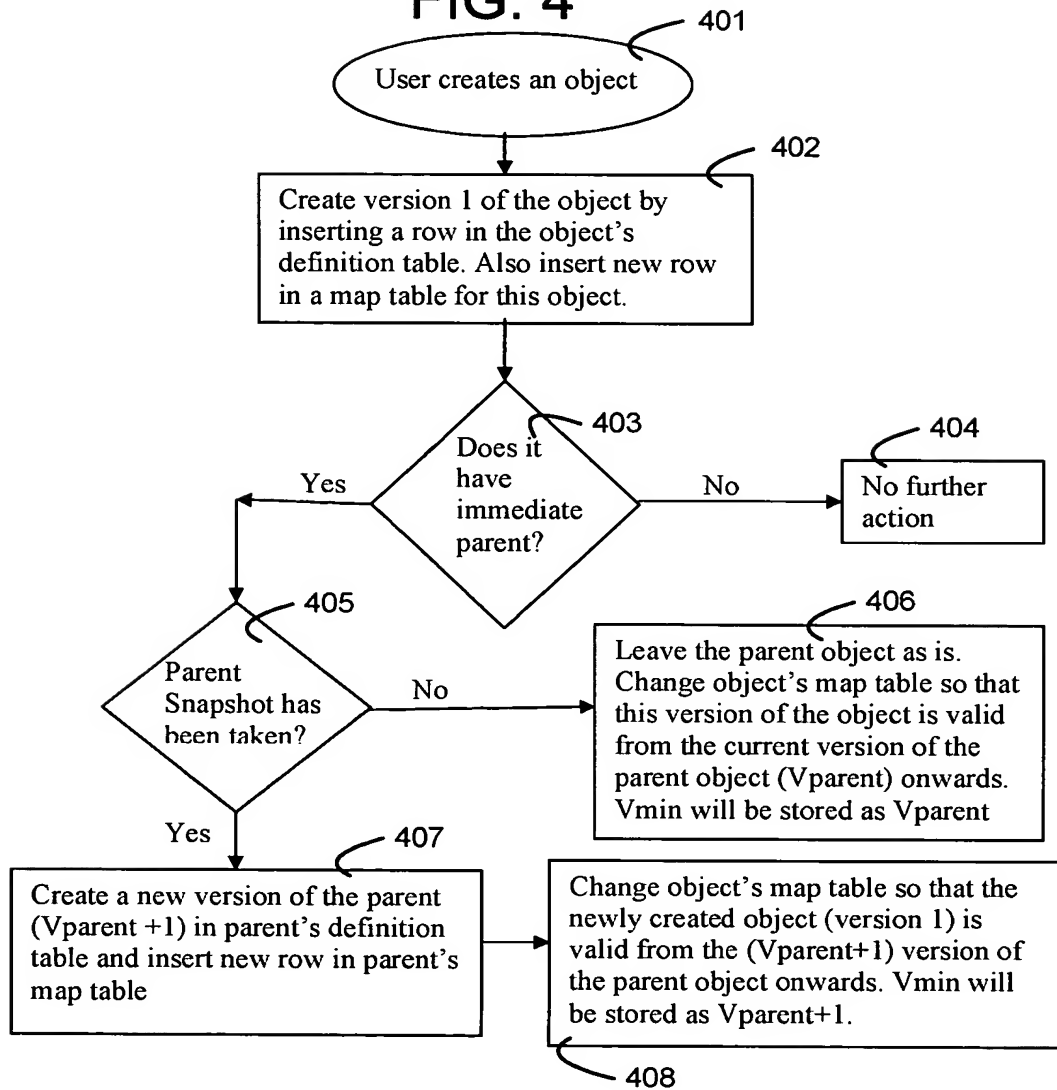 FIG. 4
401
User creates an object
402
Create version 1 of the object by
inserting a row in the object's
definition table. Also insert new row
in a map table for this object.
403
Does it
have
immediate
parent?
Yes
No
404
No further
action
405
Parent
Snapshot has
been taken?
No
406
Leave the parent object as is.
Change object's map table so that
this version of the object is valid
from the current version of the
parent object (Vparent) onwards.
Vmin will be stored as Vparent
Yes
407
Create a new version of the parent
(Vparent +1) in parent's definition
table and insert new row in parent's
map table
Change object's map table so that the
newly created object (version 1) is
valid from the (Vparent+1) version of
the parent object onwards. Vmin will
be stored as Vparent+1.
408